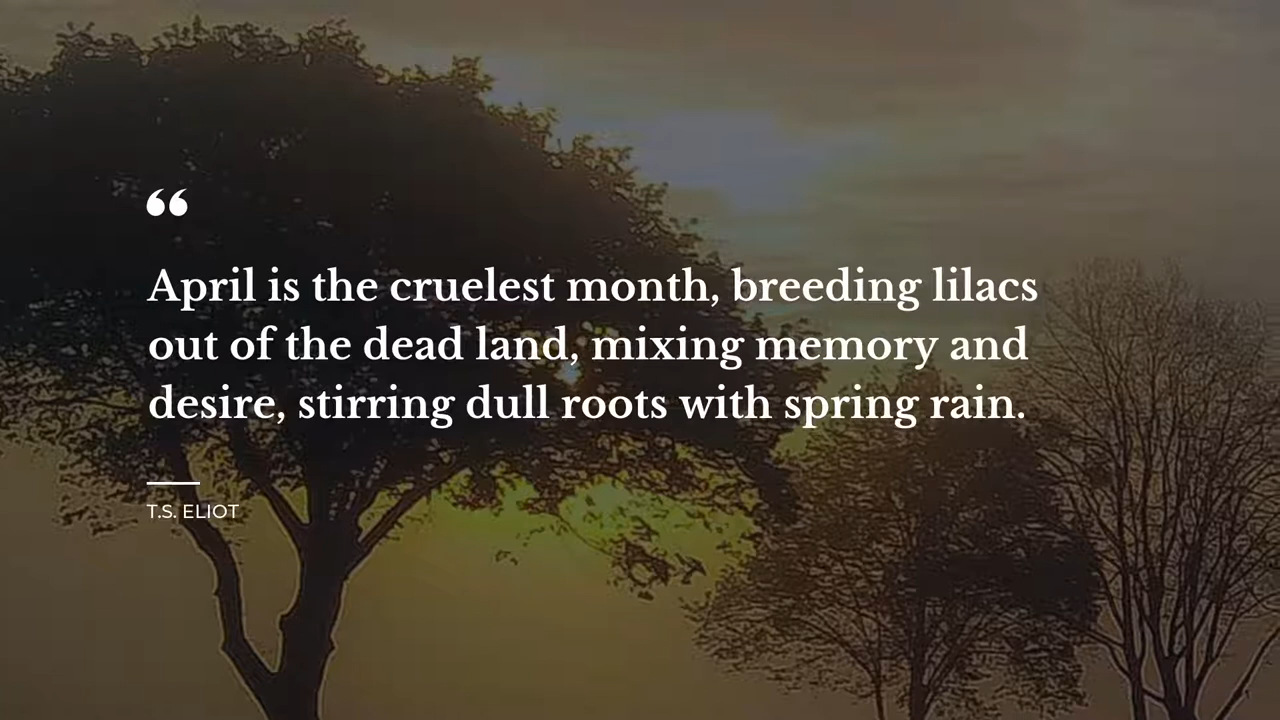 “
April is the cruelest month, breeding lilacs
out of the dead land, mixing memory and
desire, stirring dull roots with spring rain.
T.S. ELIOT